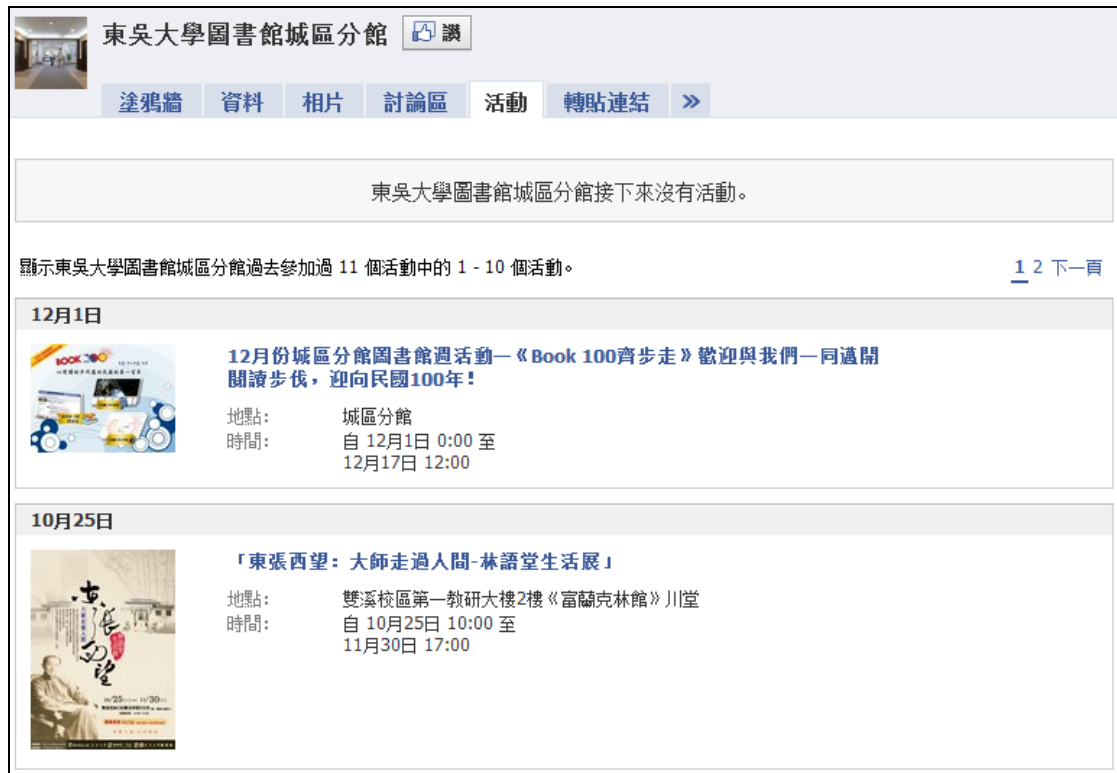 東吳大學圖書館城區分館 讚
塗鴉牆 資料 相片 討論區 活動 轉貼連結 »
東吳大學圖書館城區分館接下來沒有活動。
顯示東吳大學圖書館城區分館過去參加過 11 個活動中的 1 - 10 個活動。 1 2 下一頁
12月1日
BOOK 100
12月份城區分館圖書館週活動—《Book 100齊步走》歡迎與我們一同邁開
閱讀步伐，迎向民國100年!
地點: 城區分館
時間: 自 12月1日 0:00 至
12月17日 12:00
10月25日
「東張西望：大師走過人間-林語堂生活展」
地點: 雙溪校區第一教研大樓2樓《富蘭克林館》川堂
時間: 自 10月25日 10:00 至
11月30日 17:00
東張西望
10/25 11/30